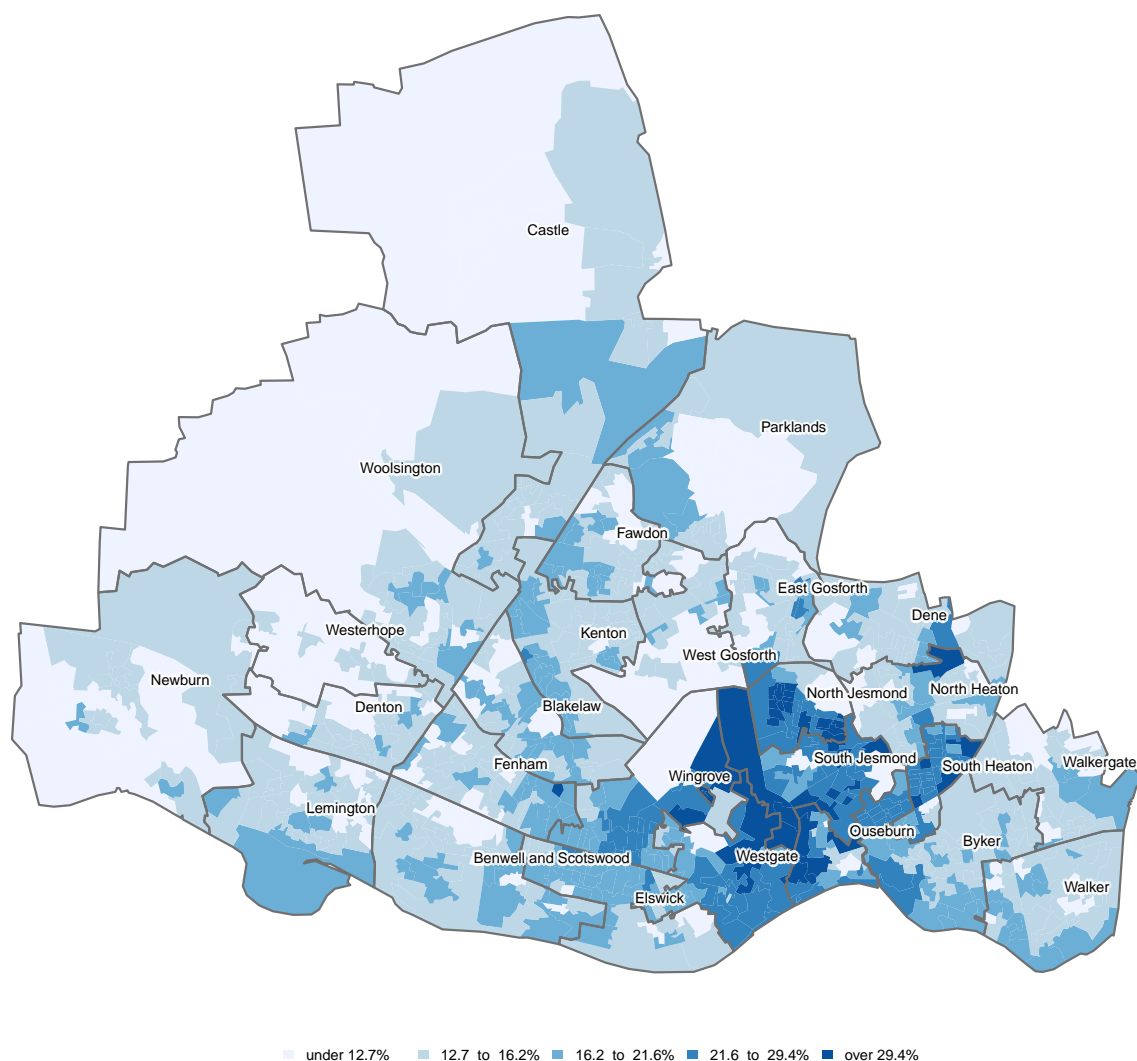 Castle
Parklands
Woolsington
Fawdon
East Gosforth
Dene
Westerhope
Kenton
West Gosforth
Newburn
North Jesmond
North Heaton
Denton
Blakelaw
South Jesmond
Fenham
Wingrove
South Heaton
Walkergate
Lemington
Ouseburn
Byker
Benwell and Scotswood
Westgate
Walker
Elswick
under 12.7% 12.7 to 16.2% 16.2 to 21.6% 21.6 to 29.4% over 29.4%